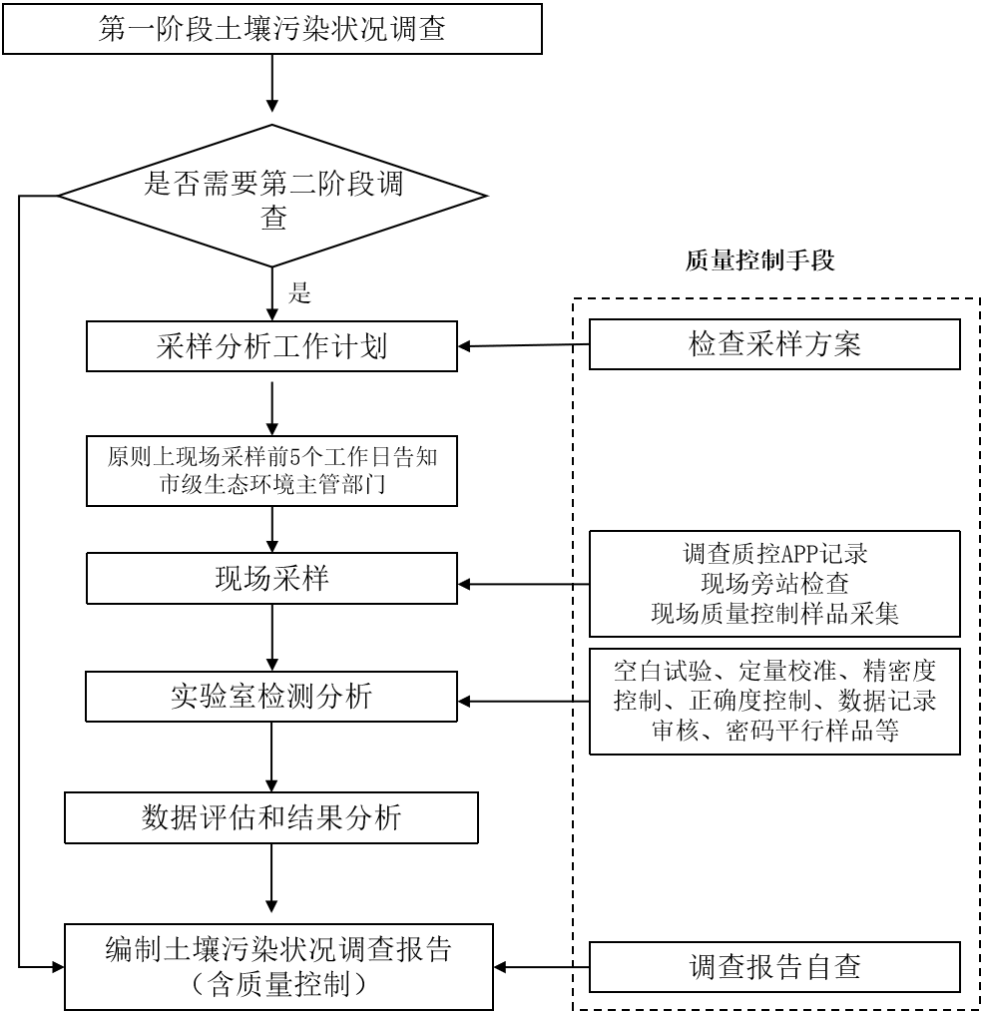 第一阶段土壤污染状况调查
是否需要第二阶段调
查
是
质量控制手段
采样分析工作计划
检查采样方案
原则上现场采样前5个工作日告知
市级生态环境主管部门
现场采样
调查质控APP记录
现场旁站检查
现场质量控制样品采集
实验室检测分析
空白试验、定量校准、精密度
控制、正确度控制、数据记录
审核、密码平行样品等
数据评估和结果分析
编制土壤污染状况调查报告
（含质量控制）
调查报告自查